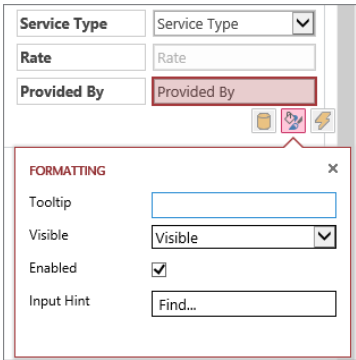 Service Type Service Type
Rate Rate
Provided By Provided By
FORMATTING
Tooltip
Visible Visible
Enabled
Input Hint Find...